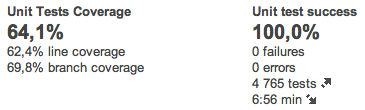 Unit Tests Coverage
64,1%
62,4% line coverage
69,8% branch coverage
Unit test success
100,0%
0 failures
0 errors
4 765 tests
6:56 min